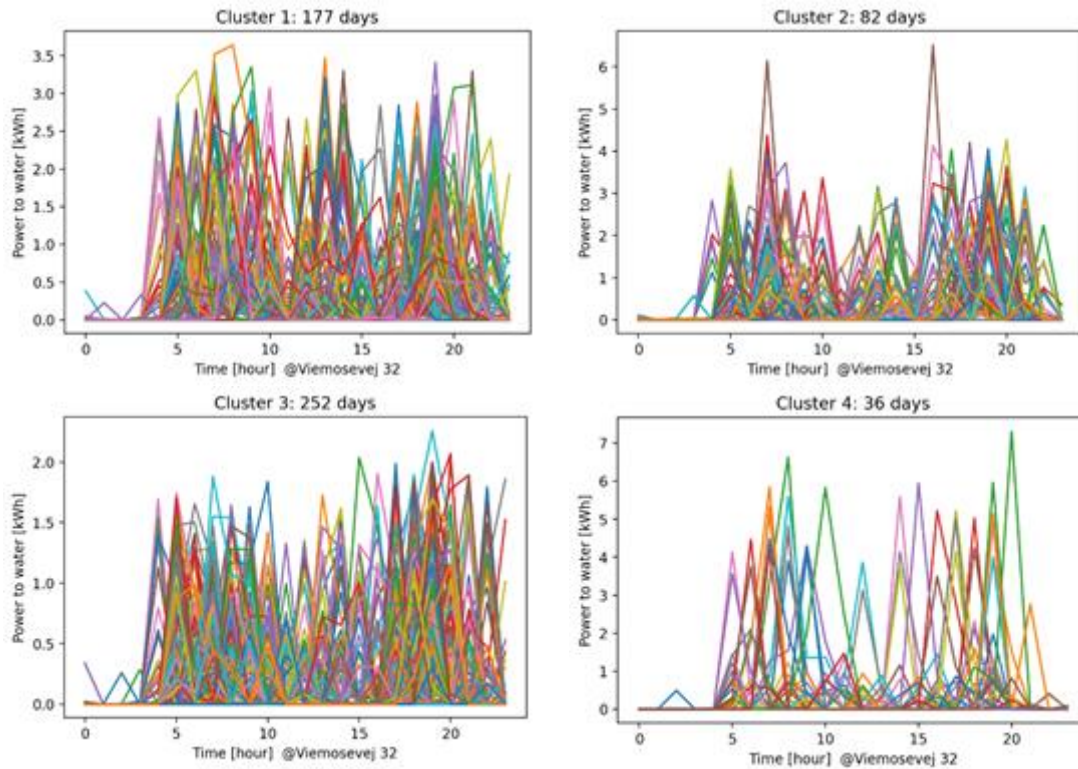 Cluster 1: 177 days
Power to water [kWh]
3.5
3.0
2.5
2.0
1.5
1.0
0.5
0.0
0 5 10 15 20
Time [hour] @Viemosevej 32
Cluster 2: 82 days
Power to water [kWh]
6
5
4
3
2
1
0
0 5 10 15 20
Time [hour] @Viemosevej 32
Cluster 3: 252 days
Power to water [kWh]
2.0
1.5
1.0
0.5
0.0
0 5 10 15 20
Time [hour] @Viemosevej 32
Cluster 4: 36 days
Power to water [kWh]
7
6
5
4
3
2
1
0
0 5 10 15 20
Time [hour] @Viemosevej 32